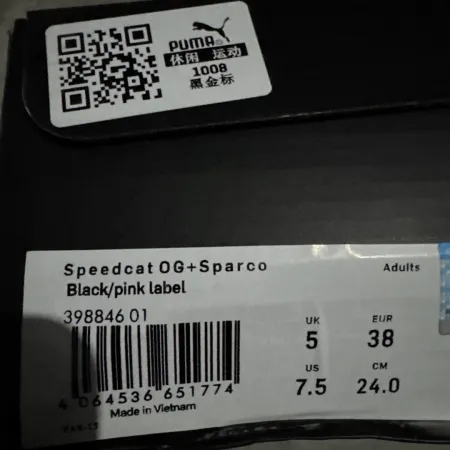 PUMA
休闲 运动
1008
黑金标
Speedcat OG+Sparco
Adults
Black/pink label
398846 01
UK EUR
5 38
US CM
7.5 24.0
4 064536 651774
Made in Vietnam